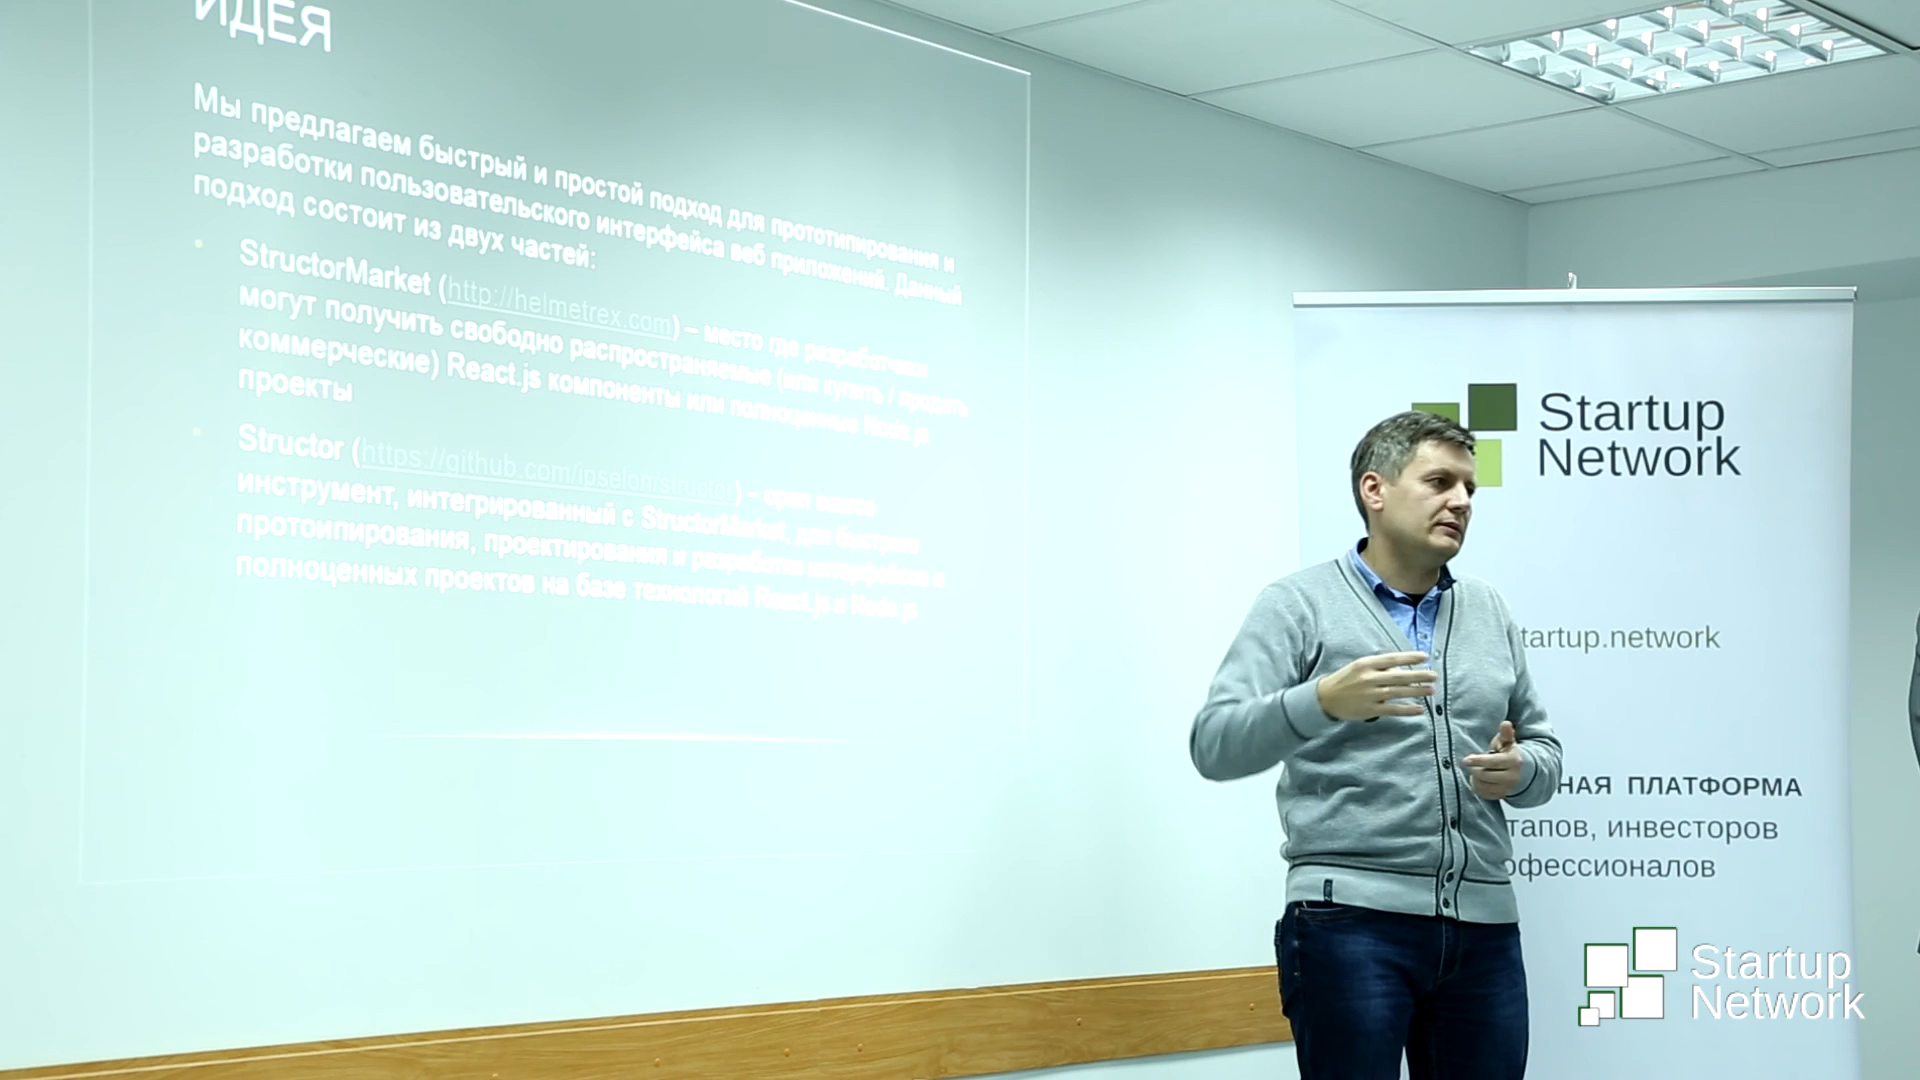 ИДЕЯ
Мы предлагаем быстрый и простой подход для прототипирования и
разработки пользовательского интерфейса веб приложений. Данный
подход состоит из двух частей:
StructorMarket (http://helmetrex.com) – место где разработчики
могут получить свободно распространяемые (или купить / продать
коммерческие) React.js компоненты или полноценные Node.js
проекты
Structor (https://github.com/ipselon/structor) – open source
инструмент, интегрированный с StructorMarket, для быстрого
протоипирования, проектирования и разработки интерфейсов и
полноценных проектов на базе технологий React.js и Node.js
Startup
Network
tartup.network
НАЯ ПЛАТФОРМА
тапов, инвесторов
офессионалов
Startup
Network